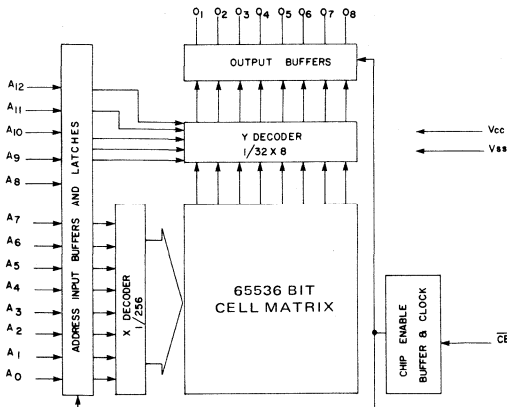 O1 O2 O3 O4 O5 O6 O7 O8
OUTPUT BUFFERS
A12
A11
A10
A9
A8
A7
A6
A5
A4
A3
A2
A1
A0
ADDRESS INPUT BUFFERS AND LATCHES
Y DECODER
1/32 X 8
Vcc
Vss
X DECODER
1/256
65536 BIT
CELL MATRIX
CHIP ENABLE
BUFFER & CLOCK
C̅E̅